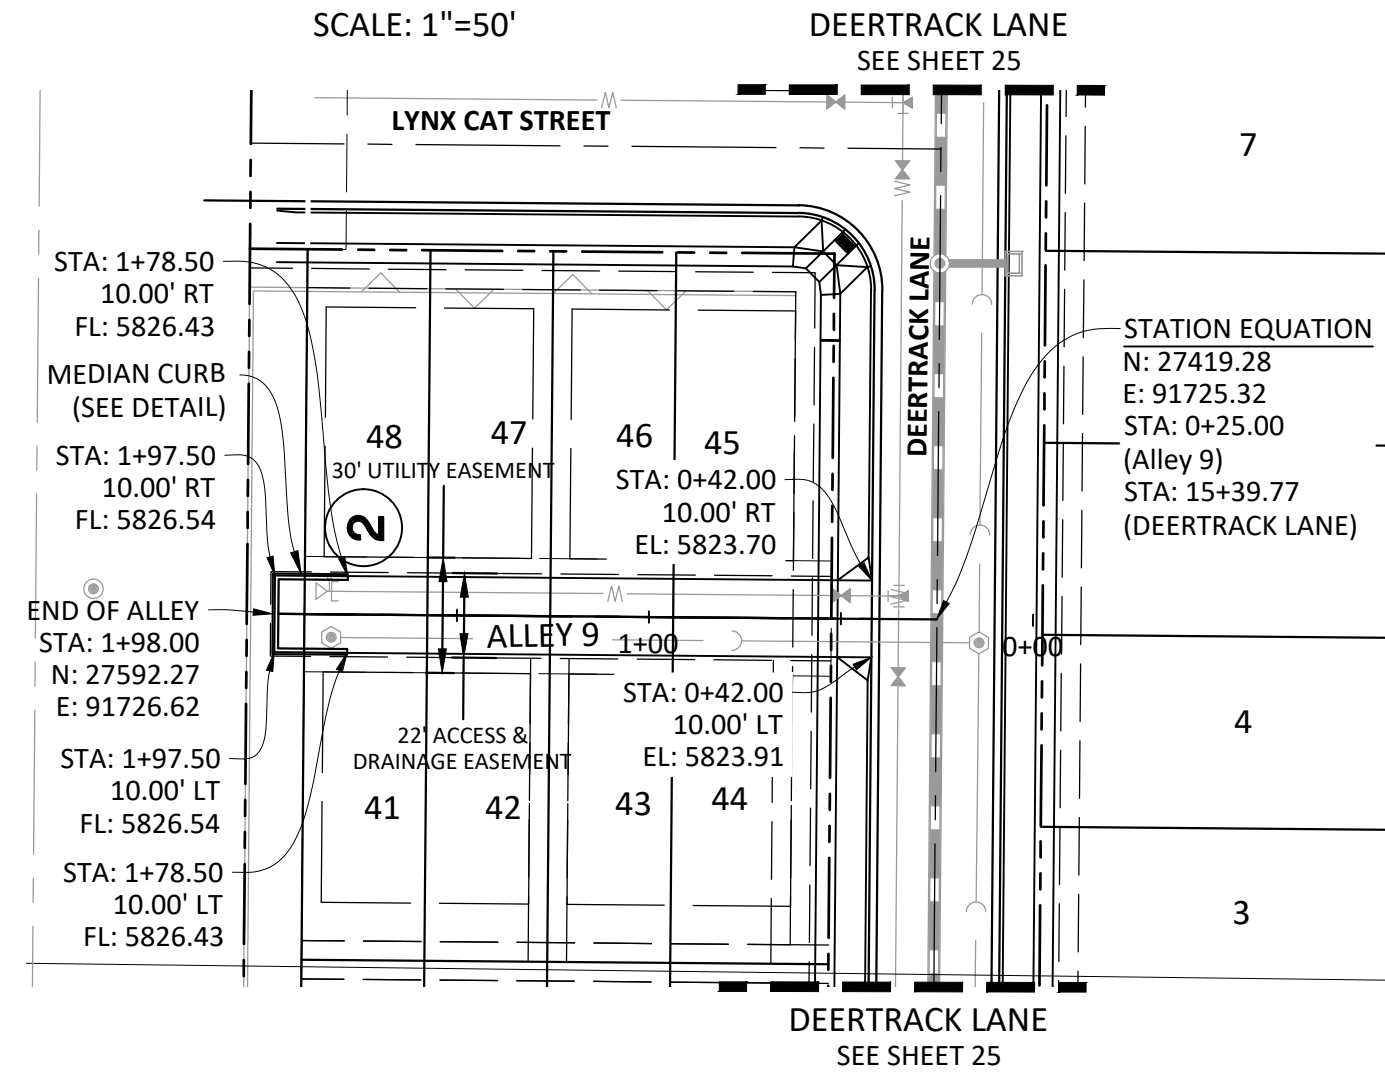 SCALE: 1"=50'
DEERTRACK LANE
SEE SHEET 25
LYNX CAT STREET
7
DEERTRACK LANE
STA: 1+78.50
10.00' RT
FL: 5826.43
MEDIAN CURB
(SEE DETAIL)
STA: 1+97.50
10.00' RT
FL: 5826.54
END OF ALLEY
STA: 1+98.00
N: 27592.27
E: 91726.62
STA: 1+97.50
10.00' LT
FL: 5826.54
STA: 1+78.50
10.00' LT
FL: 5826.43
48
47
46
45
30' UTILITY EASEMENT
2
STA: 0+42.00
10.00' RT
EL: 5823.70
STATION EQUATION
N: 27419.28
E: 91725.32
STA: 0+25.00
(Alley 9)
STA: 15+39.77
(DEERTRACK LANE)
ALLEY 9
1+00
0+00
STA: 0+42.00
10.00' LT
EL: 5823.91
22' ACCESS &
DRAINAGE EASEMENT
41
42
43
44
4
3
DEERTRACK LANE
SEE SHEET 25